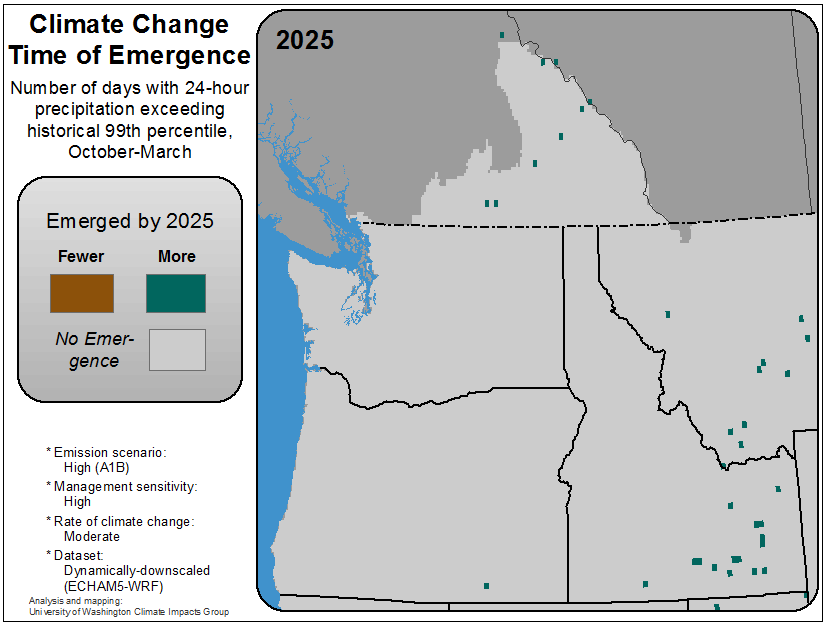 Climate Change
Time of Emergence
Number of days with 24-hour
precipitation exceeding
historical 99th percentile,
October-March
2025
Emerged by 2025
Fewer
More
No Emer-
gence
* Emission scenario:
High (A1B)
* Management sensitivity:
High
* Rate of climate change:
Moderate
* Dataset:
Dynamically-downscaled
(ECHAM5-WRF)
Analysis and mapping:
University of Washington Climate Impacts Group